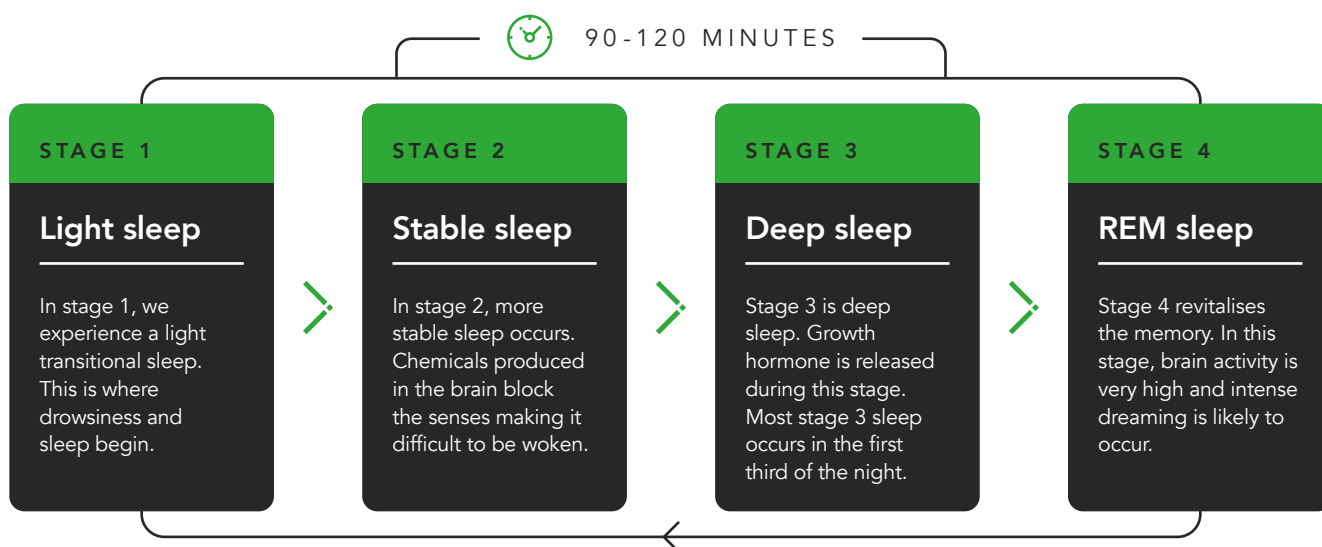 90-120 MINUTES
STAGE 1
Light sleep
In stage 1, we
experience a light
transitional sleep.
This is where
drowsiness and
sleep begin.
STAGE 2
Stable sleep
In stage 2, more
stable sleep occurs.
Chemicals produced
in the brain block
the senses making it
difficult to be woken.
STAGE 3
Deep sleep
Stage 3 is deep
sleep. Growth
hormone is released
during this stage.
Most stage 3 sleep
occurs in the first
third of the night.
STAGE 4
REM sleep
Stage 4 revitalises
the memory. In this
stage, brain activity is
very high and intense
dreaming is likely to
occur.